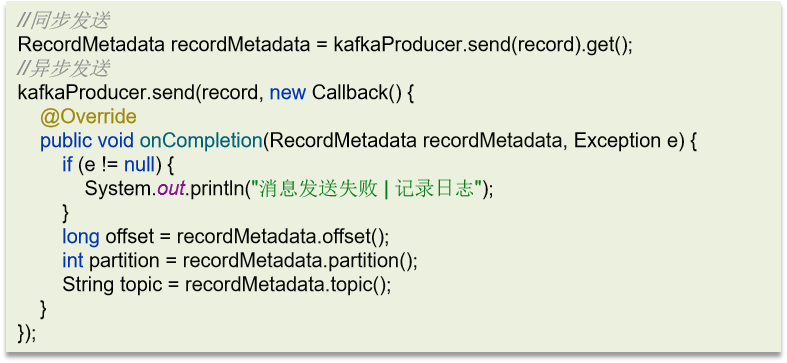 //同步发送
RecordMetadata recordMetadata = kafkaProducer.send(record).get();
//异步发送
kafkaProducer.send(record, new Callback() {
    @Override
    public void onCompletion(RecordMetadata recordMetadata, Exception e) {
        if (e != null) {
            System.out.println("消息发送失败 | 记录日志");
        }
        long offset = recordMetadata.offset();
        int partition = recordMetadata.partition();
        String topic = recordMetadata.topic();
    }
});